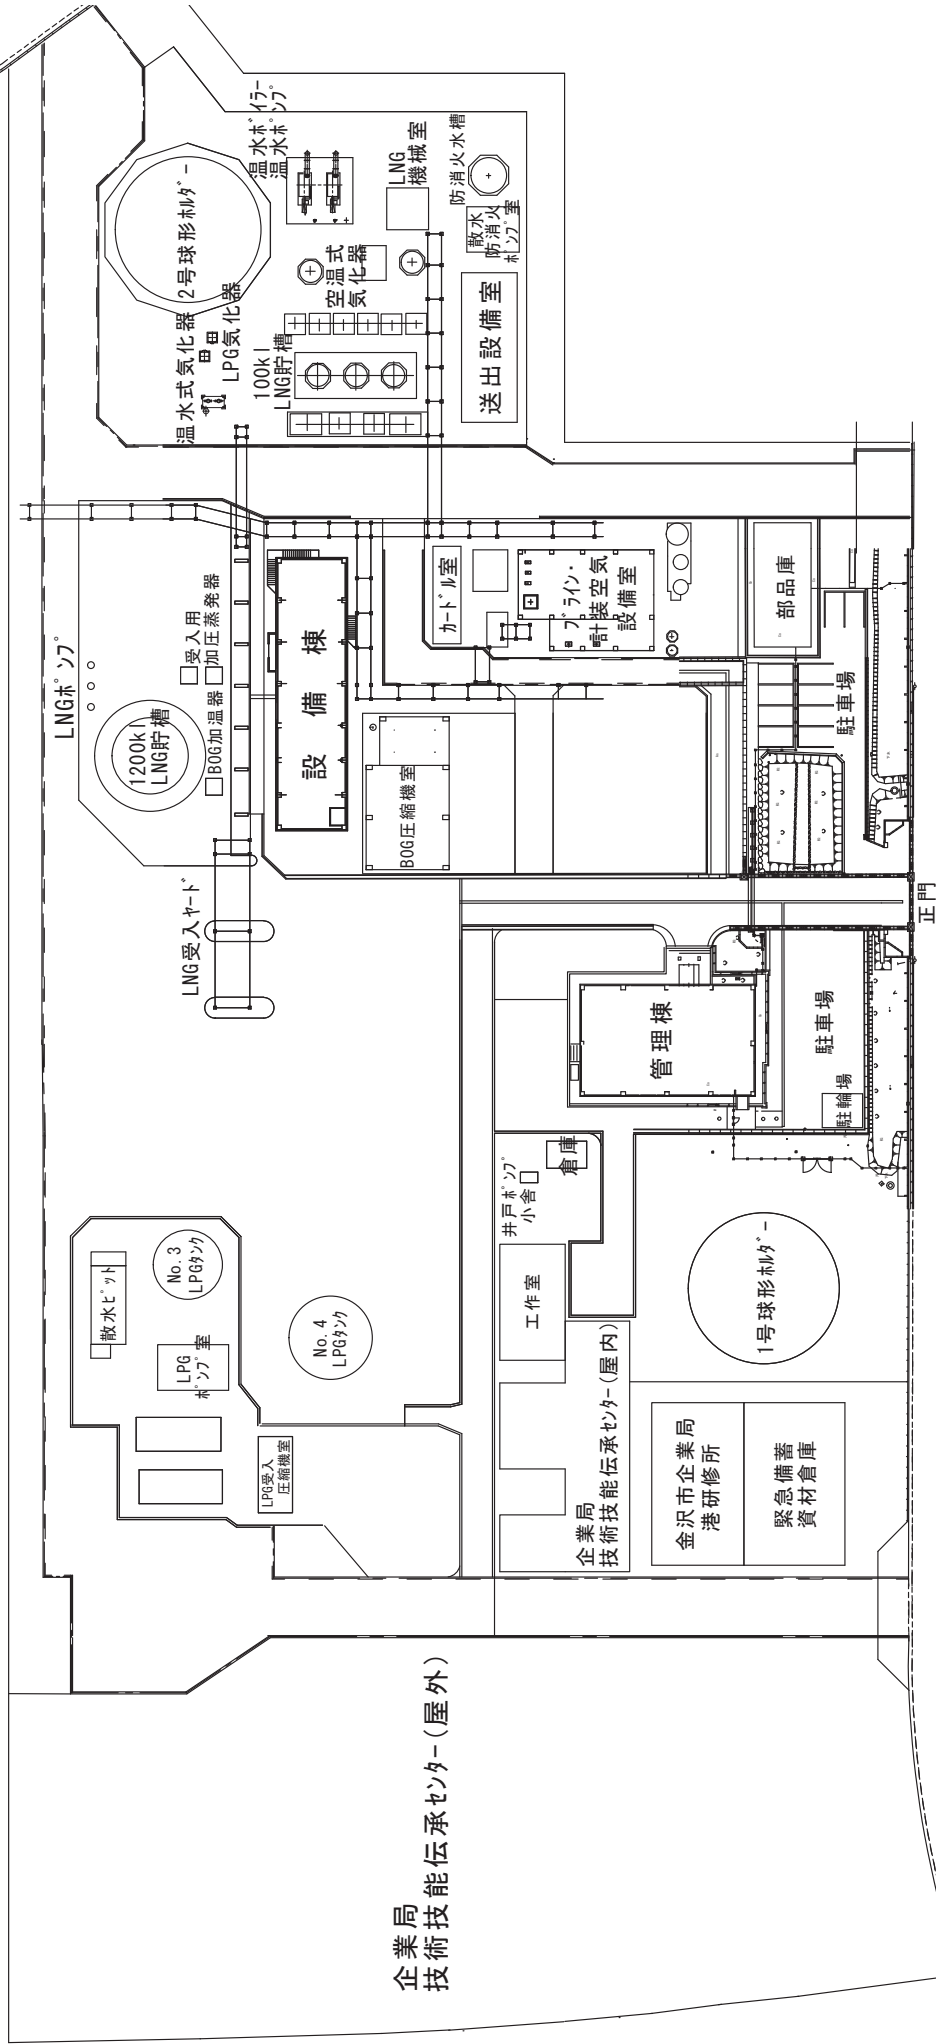 企業局
技術技能伝承センター(屋外)
散水ピット
No.3
LPGタンク
LPG
ポンプ室
No.4
LPGタンク
LPG受入
圧縮機室
LNG受入ヤード
LNGポンプ
1200kl
LNG貯槽
受入用
加圧蒸発器
BOG加温器
設備棟
BOG圧縮機室
カードル室
ブライン・
計装空気
設備室
部品庫
駐車場
温水式気化器
2号球形ホルダー
LPG気化器
100kl
LNG貯槽
温水ボイラー
温水ポンプ
空温式
気化器
LNG
機械室
防消火水槽
散水
防消火
ポンプ室
送出設備室
井戸ポンプ
小舎
倉庫
工作室
企業局
技術技能伝承センター(屋内)
管理棟
駐車場
駐輪場
1号球形ホルダー
金沢市企業局
港研修所
緊急備蓄
資材倉庫
正門